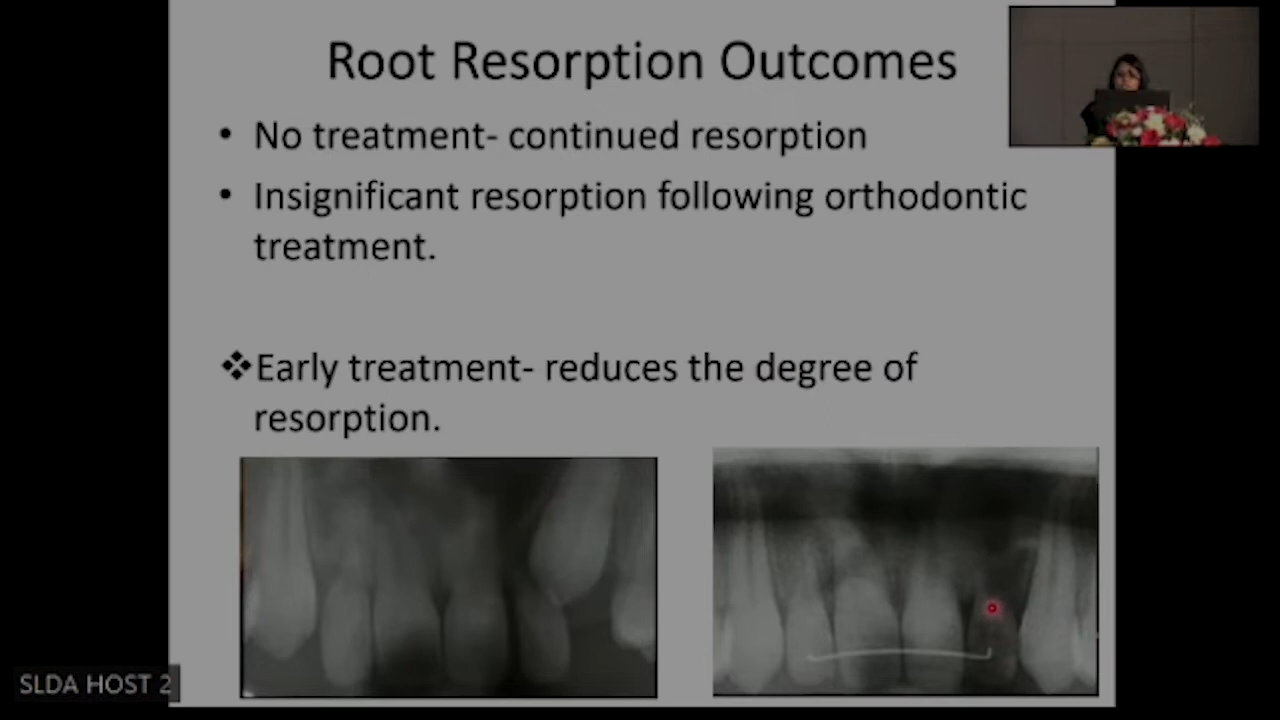 Root Resorption Outcomes
• No treatment- continued resorption
• Insignificant resorption following orthodontic
treatment.
❖Early treatment- reduces the degree of
resorption.
SLDA HOST 2